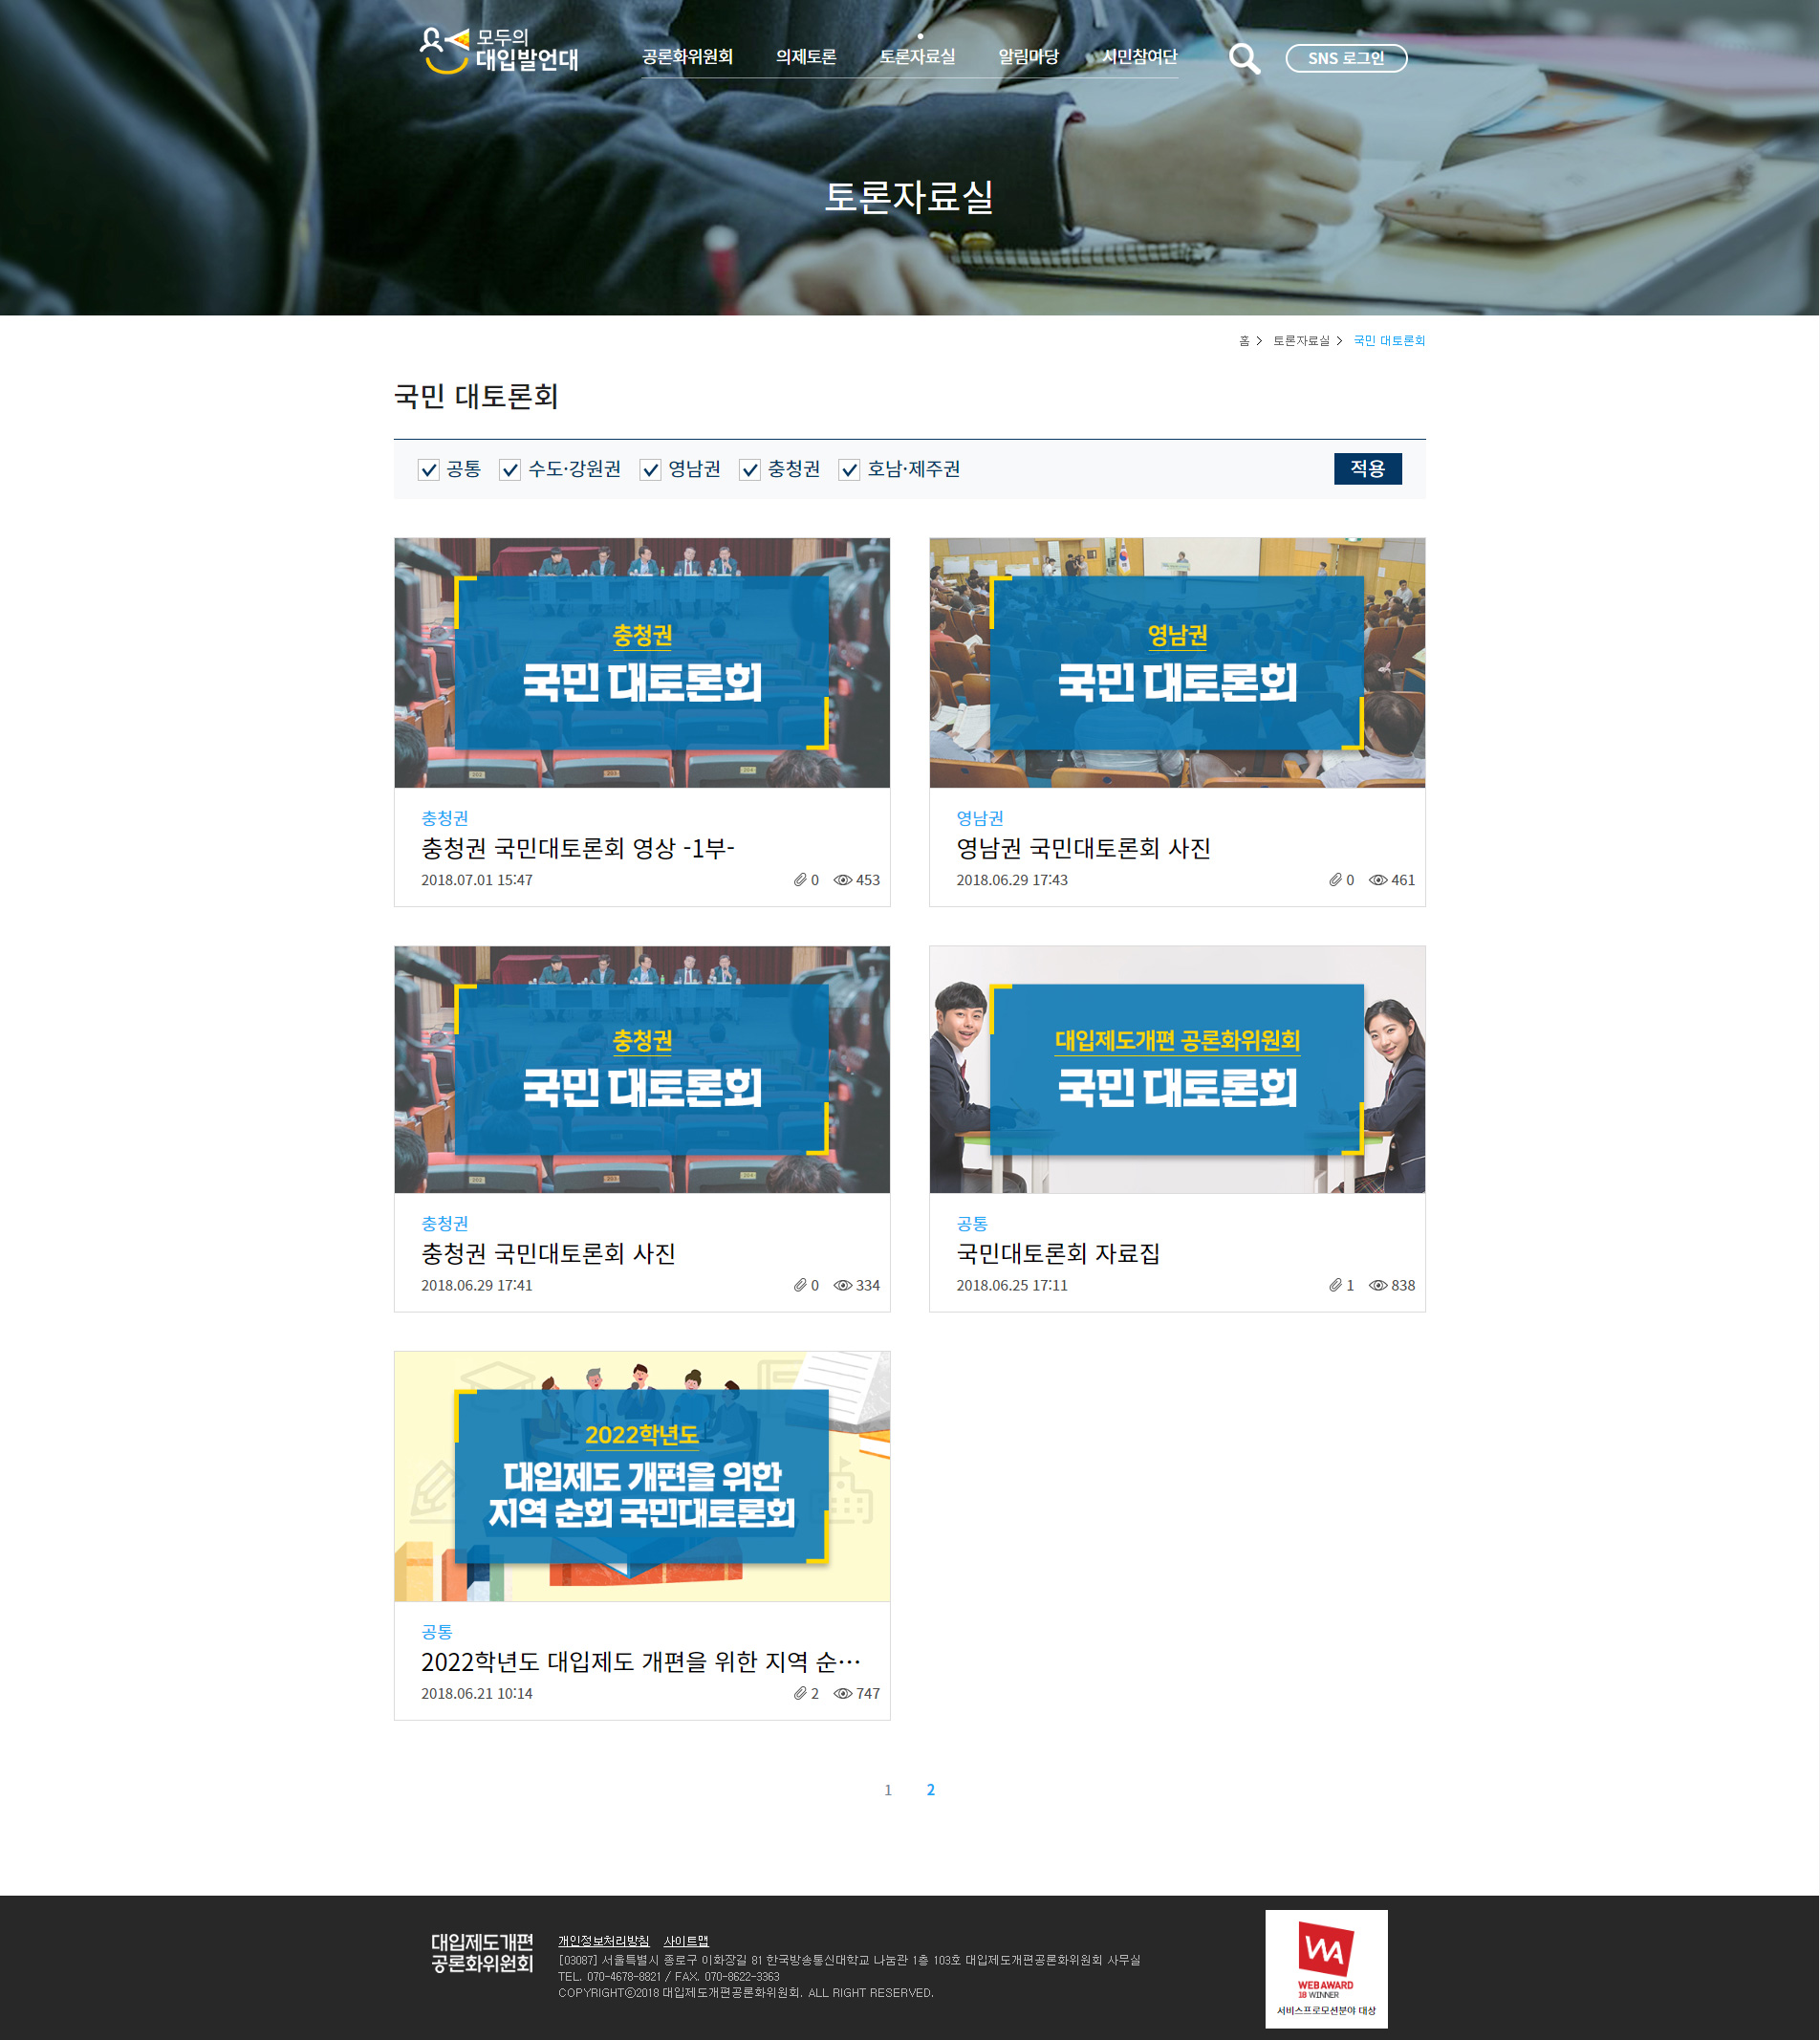 모두의
대입발언대
공론화위원회 의제토론 토론자료실 알림마당 시민참여단 SNS 로그인
토론자료실
홈 > 토론자료실 > 국민 대토론회
국민 대토론회
공통 수도·강원권 영남권 충청권 호남·제주권 적용
충청권
국민 대토론회
충청권
충청권 국민대토론회 영상 -1부-
2018.07.01 15:47 0 453
영남권
국민 대토론회
영남권
영남권 국민대토론회 사진
2018.06.29 17:43 0 461
충청권
국민 대토론회
충청권
충청권 국민대토론회 사진
2018.06.29 17:41 0 334
대입제도개편 공론화위원회
국민 대토론회
공통
국민대토론회 자료집
2018.06.25 17:11 1 838
2022학년도
대입제도 개편을 위한
지역 순회 국민대토론회
공통
2022학년도 대입제도 개편을 위한 지역 순…
2018.06.21 10:14 2 747
1 2
대입제도개편
공론화위원회
개인정보처리방침 사이트맵
[03087] 서울특별시 종로구 이화장길 81 한국방송통신대학교 나눔관 1층 103호 대입제도개편공론화위원회 사무실
TEL. 070-4678-8821 / FAX. 070-8622-3363
COPYRIGHTⓒ2018 대입제도개편공론화위원회. ALL RIGHT RESERVED.
WA
WEB AWARD
18 WINNER
서비스프로모션분야 대상